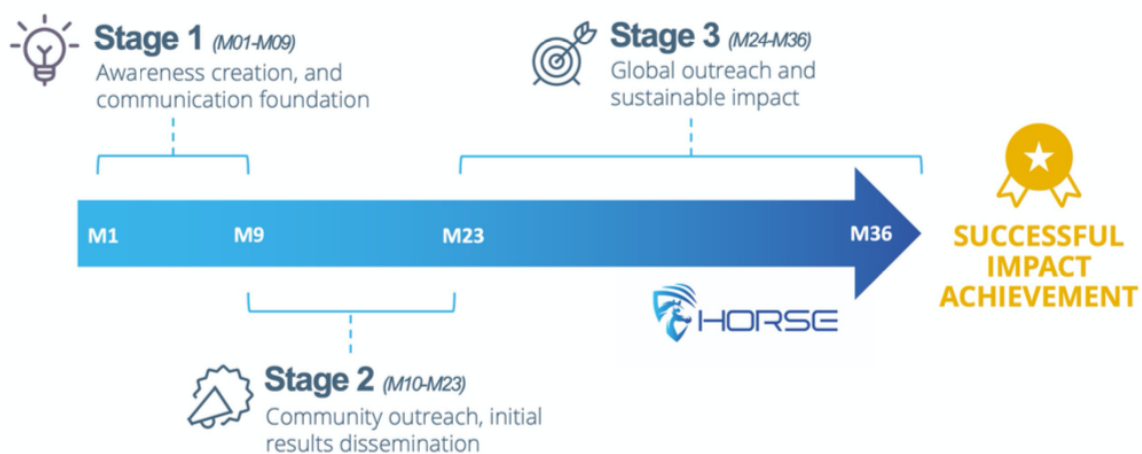 Stage 1 (M01-M09)
Awareness creation, and
communication foundation
Stage 3 (M24-M36)
Global outreach and
sustainable impact
M1
M9
M23
M36
SUCCESSFUL
IMPACT
ACHIEVEMENT
HORSE
Stage 2 (M10-M23)
Community outreach, initial
results dissemination